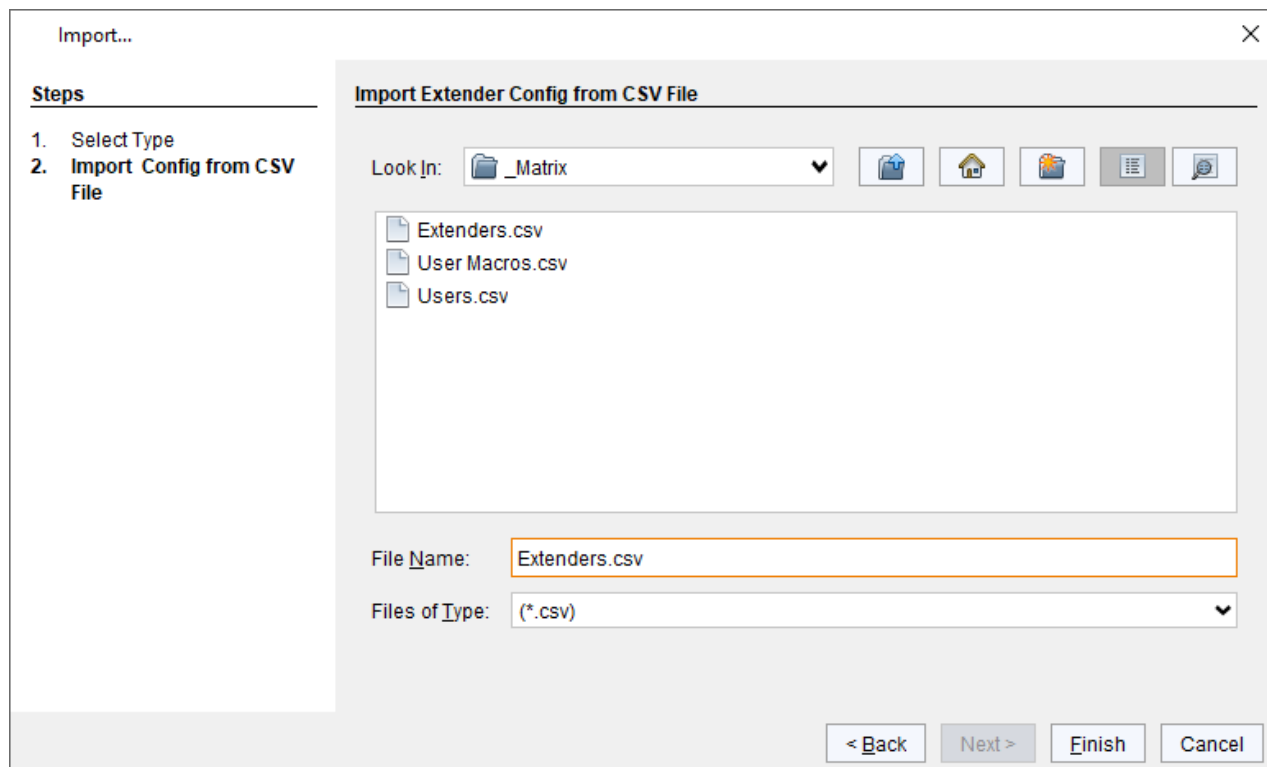 Import...
Steps
1. Select Type
2. Import Config from CSV
File
Import Extender Config from CSV File
Look In: _Matrix
Extenders.csv
User Macros.csv
Users.csv
File Name: Extenders.csv
Files of Type: (*.csv)
< Back Next > Finish Cancel